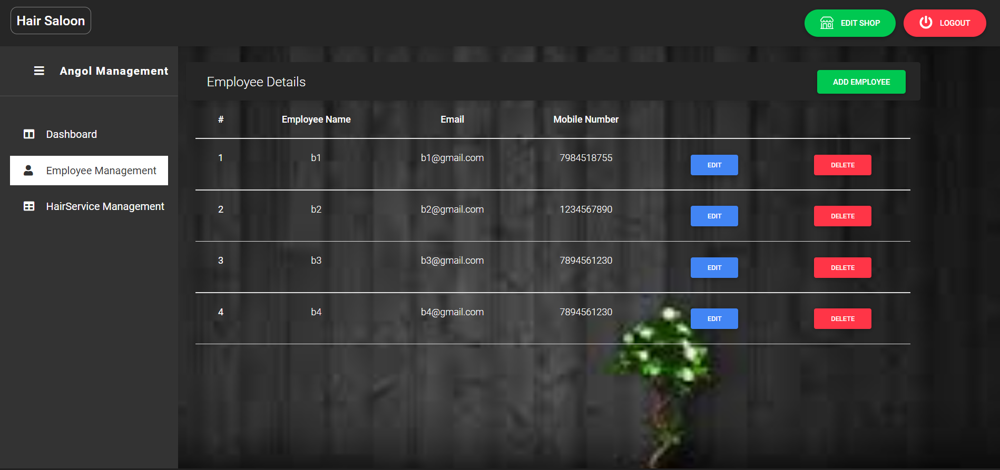 Hair Saloon
EDIT SHOP
LOGOUT
Angol Management
Dashboard
Employee Management
HairService Management
Employee Details
ADD EMPLOYEE
# Employee Name Email Mobile Number
1 b1 b1@gmail.com 7984518755 EDIT DELETE
2 b2 b2@gmail.com 1234567890 EDIT DELETE
3 b3 b3@gmail.com 7894561230 EDIT DELETE
4 b4 b4@gmail.com 7894561230 EDIT DELETE